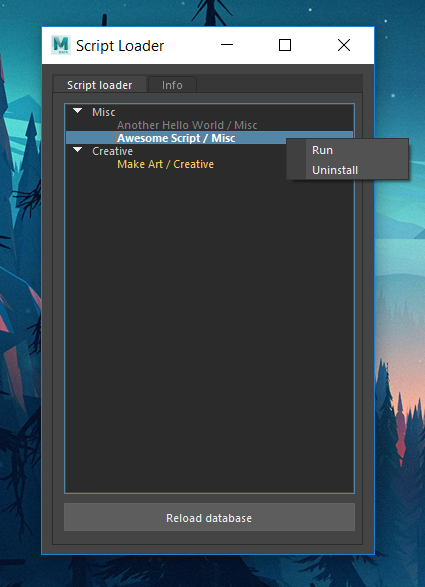 Script Loader
Script loader
Info
Misc
Another Hello World / Misc
Awesome Script / Misc
Creative
Make Art / Creative
Run
Uninstall
Reload database